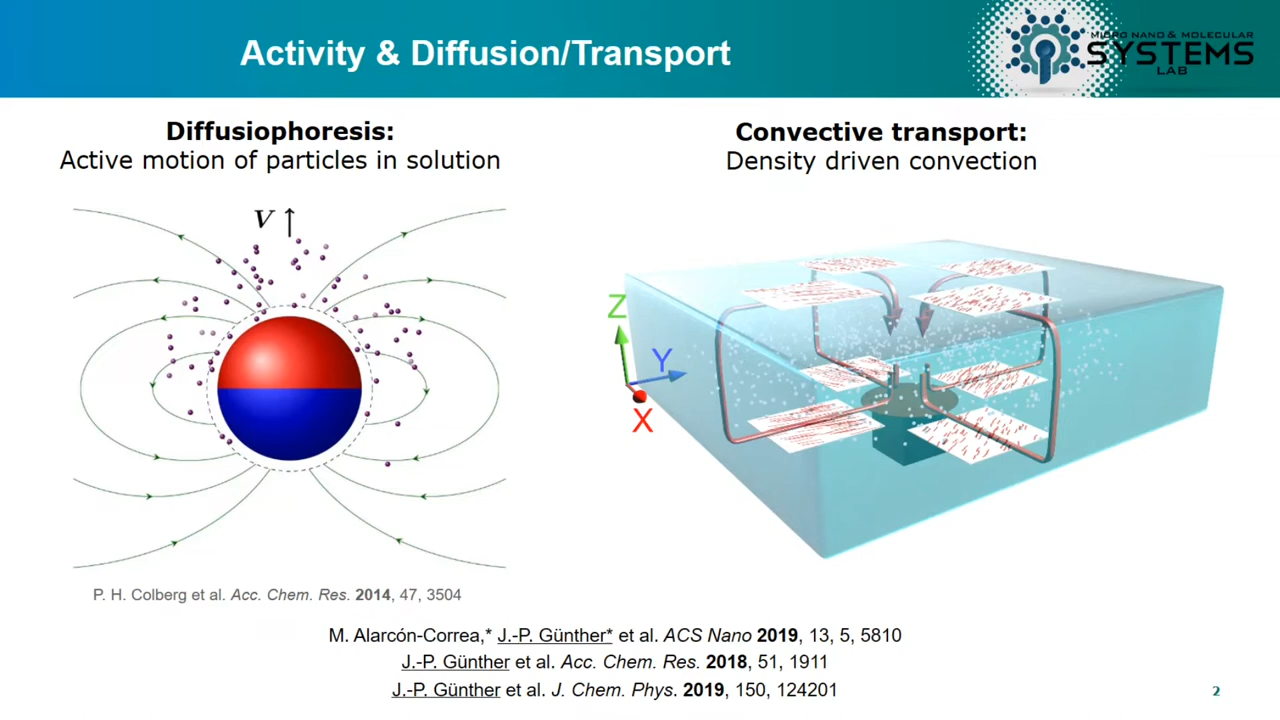 Activity & Diffusion/Transport
MICRO NANO & MOLECULAR
SYSTEMS
LAB
Diffusiophoresis:
Active motion of particles in solution
Convective transport:
Density driven convection
V ↑
Z
Y
X
P. H. Colberg et al. Acc. Chem. Res. 2014, 47, 3504
M. Alarcón-Correa,* J.-P. Günther* et al. ACS Nano 2019, 13, 5, 5810
J.-P. Günther et al. Acc. Chem. Res. 2018, 51, 1911
J.-P. Günther et al. J. Chem. Phys. 2019, 150, 124201
2